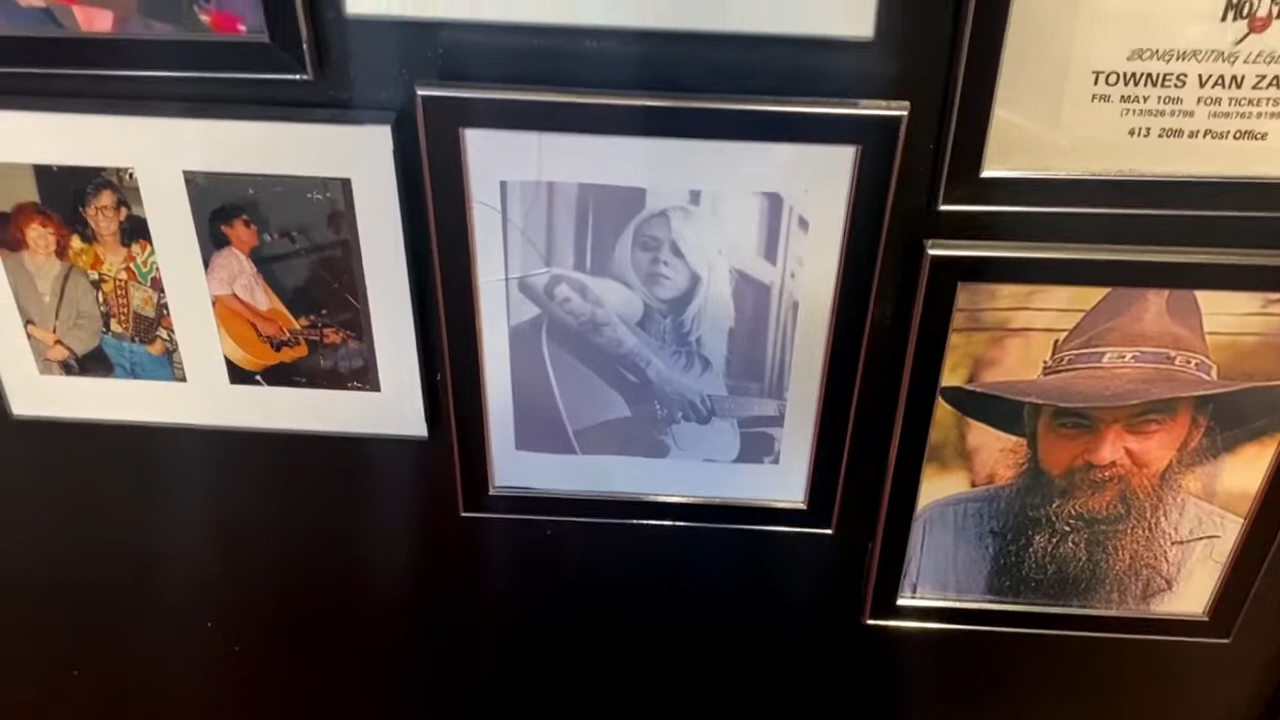 SONGWRITING
TOWNES VAN ZA
FRI. MAY 10th FOR TICKETS
(713)526-9798 (409)762-9199
413 20th at Post Office